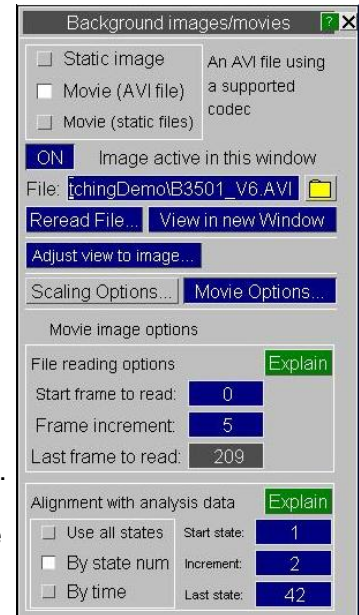 Background images/movies ? X
Static image
Movie (AVI file)
Movie (static files)
An AVI file using
a supported
codec
ON Image active in this window
File: tchingDemo\B3501_V6.AVI
Reread File... View in new Window
Adjust view to image...
Scaling Options... Movie Options...
Movie image options
File reading options Explain
Start frame to read: 0
Frame increment: 5
Last frame to read: 209
Alignment with analysis data Explain
Use all states Start state: 1
By state num Increment: 2
By time Last state: 42